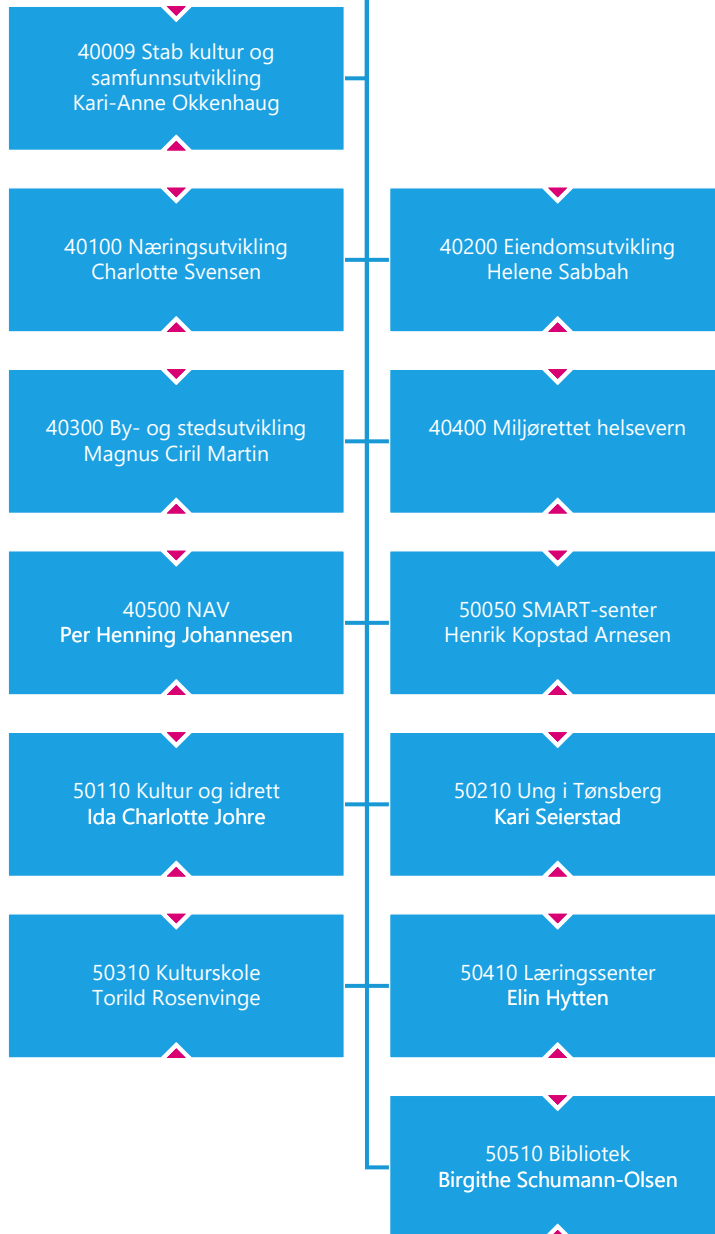 40009 Stab kultur og
samfunnsutvikling
Kari-Anne Okkenhaug
40100 Næringsutvikling
Charlotte Svensen
40200 Eiendomsutvikling
Helene Sabbah
40300 By- og stedsutvikling
Magnus Ciril Martin
40400 Miljørettet helsevern
40500 NAV
Per Henning Johannesen
50050 SMART-senter
Henrik Kopstad Arnesen
50110 Kultur og idrett
Ida Charlotte Johre
50210 Ung i Tønsberg
Kari Seierstad
50310 Kulturskole
Torild Rosenvinge
50410 Læringssenter
Elin Hytten
50510 Bibliotek
Birgithe Schumann-Olsen